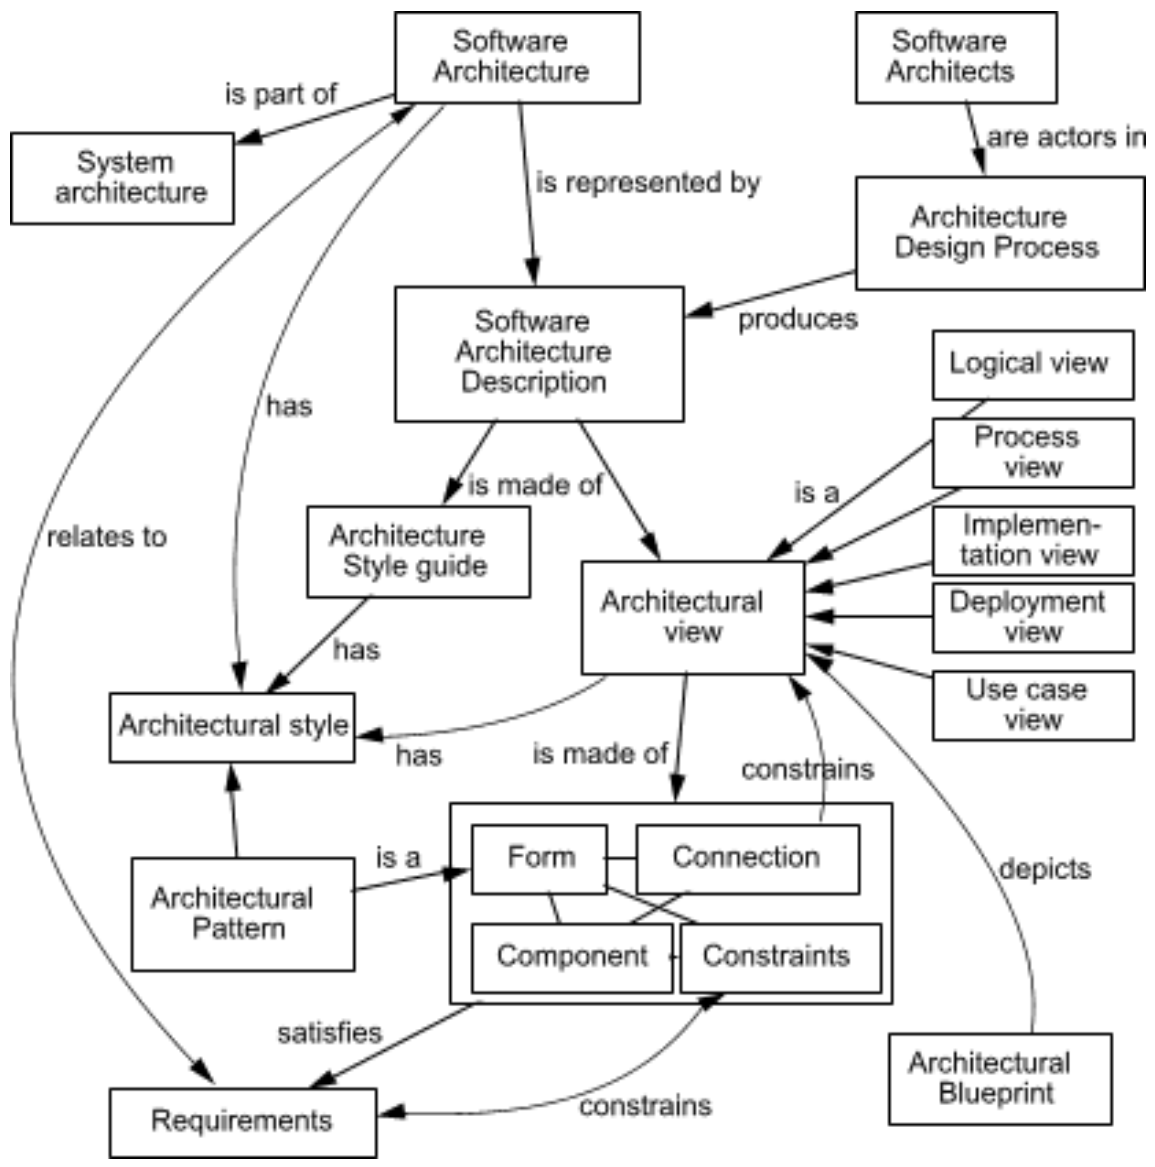 Software
Architecture
Software
Architects
is part of
are actors in
System
architecture
is represented by
Architecture
Design Process
produces
Software
Architecture
Description
Logical view
has
Process
view
is made of
is a
relates to
Architecture
Style guide
Implemen-
tation view
Architectural
view
Deployment
view
has
Use case
view
Architectural style
has
is made of
constrains
Form
Connection
is a
depicts
Architectural
Pattern
Component
Constraints
satisfies
Architectural
Blueprint
constrains
Requirements